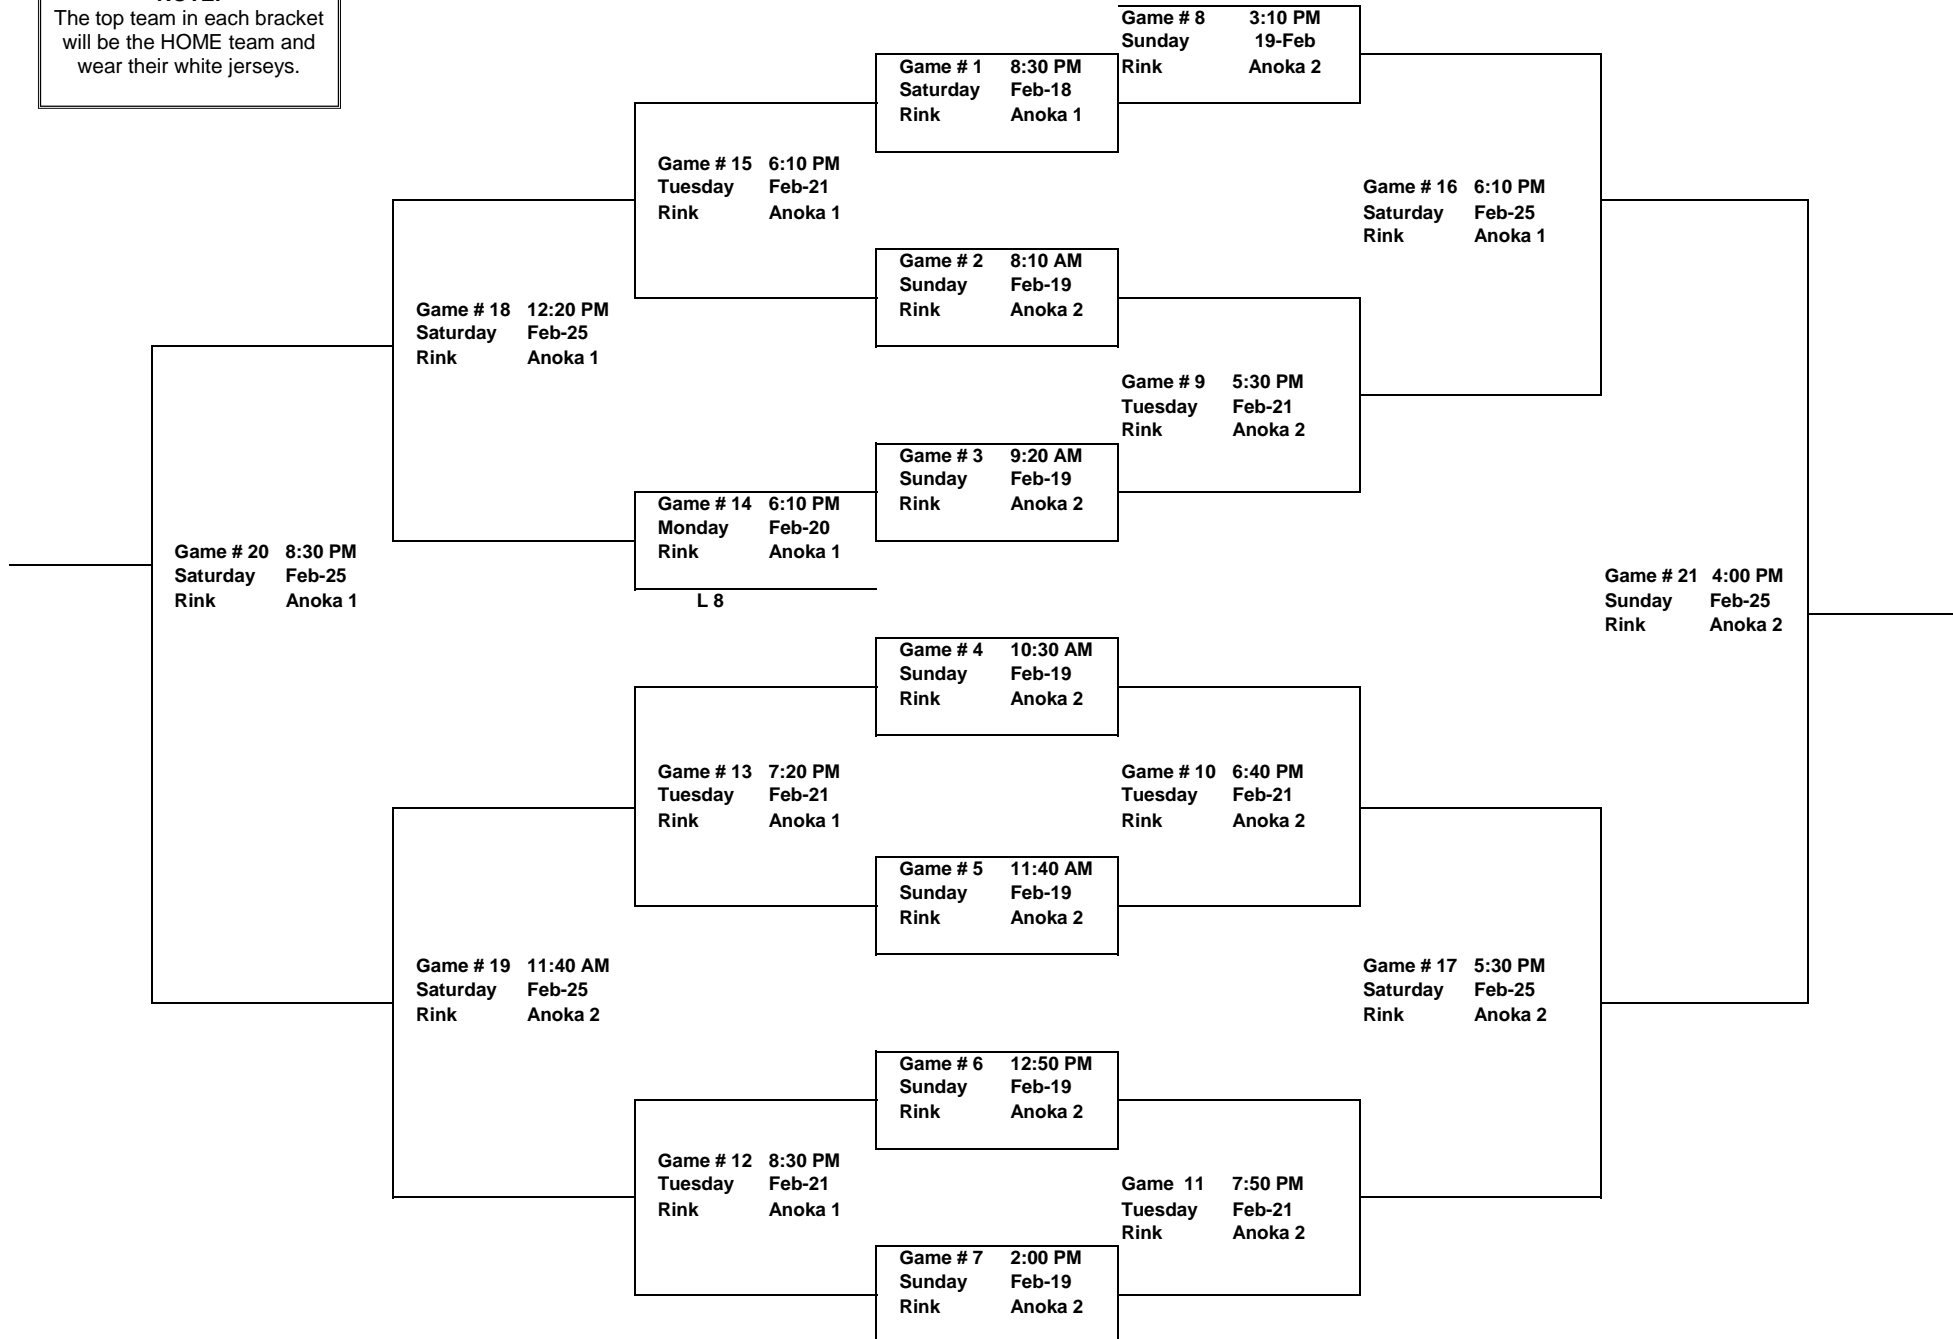 The top team in each bracket
will be the HOME team and
wear their white jerseys.
Game # 8 3:10 PM
Sunday 19-Feb
Rink Anoka 2
Game # 1 8:30 PM
Saturday Feb-18
Rink Anoka 1
Game # 15 6:10 PM
Tuesday Feb-21
Rink Anoka 1
Game # 16 6:10 PM
Saturday Feb-25
Rink Anoka 1
Game # 2 8:10 AM
Sunday Feb-19
Rink Anoka 2
Game # 18 12:20 PM
Saturday Feb-25
Rink Anoka 1
Game # 9 5:30 PM
Tuesday Feb-21
Rink Anoka 2
Game # 3 9:20 AM
Sunday Feb-19
Rink Anoka 2
Game # 14 6:10 PM
Monday Feb-20
Rink Anoka 1
L 8
Game # 20 8:30 PM
Saturday Feb-25
Rink Anoka 1
Game # 21 4:00 PM
Sunday Feb-25
Rink Anoka 2
Game # 4 10:30 AM
Sunday Feb-19
Rink Anoka 2
Game # 13 7:20 PM
Tuesday Feb-21
Rink Anoka 1
Game # 10 6:40 PM
Tuesday Feb-21
Rink Anoka 2
Game # 5 11:40 AM
Sunday Feb-19
Rink Anoka 2
Game # 19 11:40 AM
Saturday Feb-25
Rink Anoka 2
Game # 17 5:30 PM
Saturday Feb-25
Rink Anoka 2
Game # 6 12:50 PM
Sunday Feb-19
Rink Anoka 2
Game # 12 8:30 PM
Tuesday Feb-21
Rink Anoka 1
Game 11 7:50 PM
Tuesday Feb-21
Rink Anoka 2
Game # 7 2:00 PM
Sunday Feb-19
Rink Anoka 2